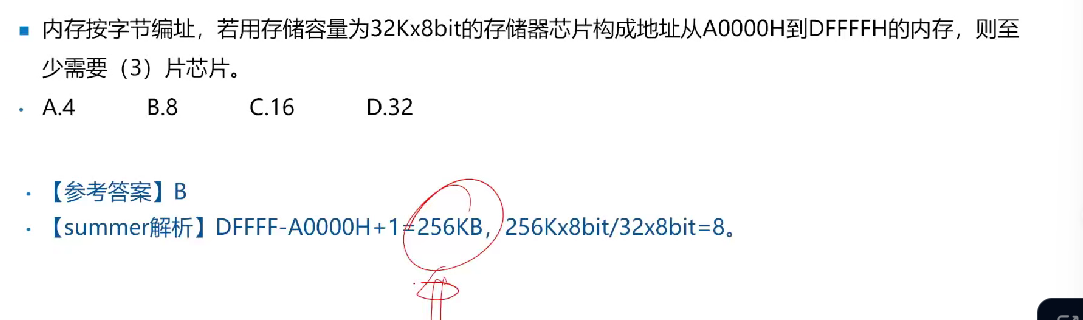 内存按字节编址，若用存储容量为32Kx8bit的存储器芯片构成地址从A0000H到DFFFFH的内存，则至
少需要（3）片芯片。
A.4 B.8 C.16 D.32
【参考答案】B
【summer解析】DFFFF-A0000H+1=256KB，256Kx8bit/32x8bit=8。